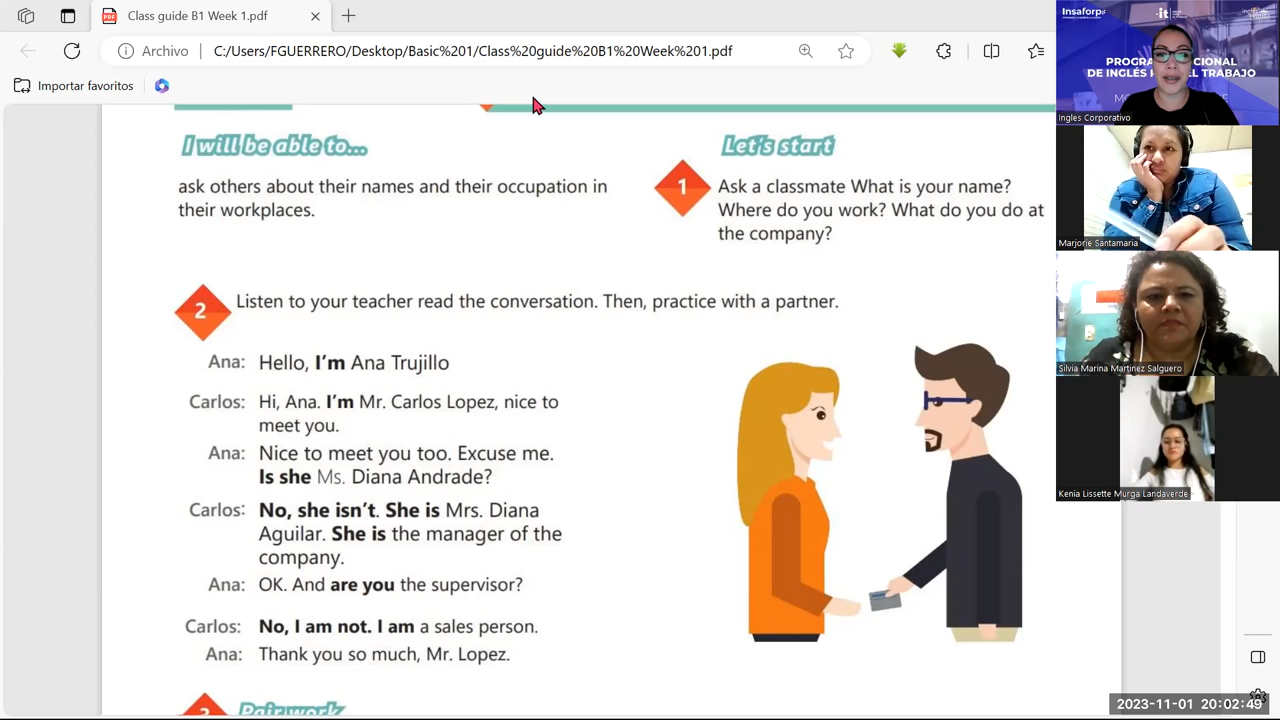 Class guide B1 Week 1.pdf
Archivo
C:/Users/FGUERRERO/Desktop/Basic%201/Class%20guide%20B1%20Week%201.pdf
Importar favoritos
I will be able to...
ask others about their names and their occupation in
their workplaces.
Let's start
1
Ask a classmate What is your name?
Where do you work? What do you do at
the company?
2
Listen to your teacher read the conversation. Then, practice with a partner.
Ana: Hello, I'm Ana Trujillo
Carlos: Hi, Ana. I'm Mr. Carlos Lopez, nice to
meet you.
Ana: Nice to meet you too. Excuse me.
Is she Ms. Diana Andrade?
Carlos: No, she isn't. She is Mrs. Diana
Aguilar. She is the manager of the
company.
Ana: OK. And are you the supervisor?
Carlos: No, I am not. I am a sales person.
Ana: Thank you so much, Mr. Lopez.
3
Pair work
Insaforp
it
Ingles Corporativo
Marjorie Santamaria
Silvia Marina Martinez Salguero
Kenia Lissette Murga Landaverde
2023-11-01 20:02:49